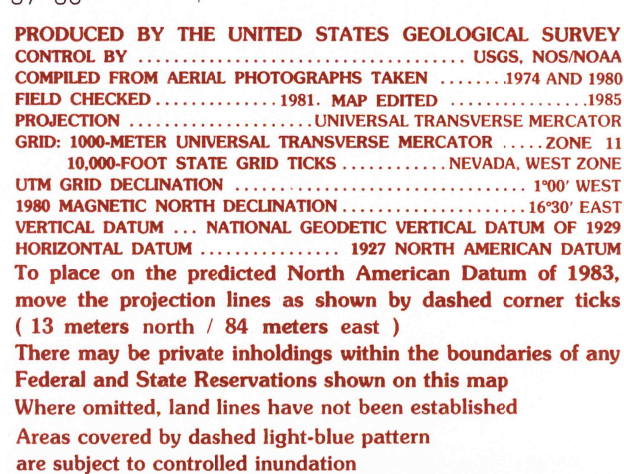 PRODUCED BY THE UNITED STATES GEOLOGICAL SURVEY
CONTROL BY .................................... USGS, NOS/NOAA
COMPILED FROM AERIAL PHOTOGRAPHS TAKEN ........1974 AND 1980
FIELD CHECKED..............1981. MAP EDITED ...............1985
PROJECTION ......................UNIVERSAL TRANSVERSE MERCATOR
GRID: 1000-METER UNIVERSAL TRANSVERSE MERCATOR .....ZONE 11
10,000-FOOT STATE GRID TICKS ............NEVADA, WEST ZONE
UTM GRID DECLINATION ................................ 1°00' WEST
1980 MAGNETIC NORTH DECLINATION....................16°30' EAST
VERTICAL DATUM ... NATIONAL GEODETIC VERTICAL DATUM OF 1929
HORIZONTAL DATUM ................ 1927 NORTH AMERICAN DATUM
To place on the predicted North American Datum of 1983,
move the projection lines as shown by dashed corner ticks
( 13 meters north / 84 meters east )
There may be private inholdings within the boundaries of any
Federal and State Reservations shown on this map
Where omitted, land lines have not been established
Areas covered by dashed light-blue pattern
are subject to controlled inundation